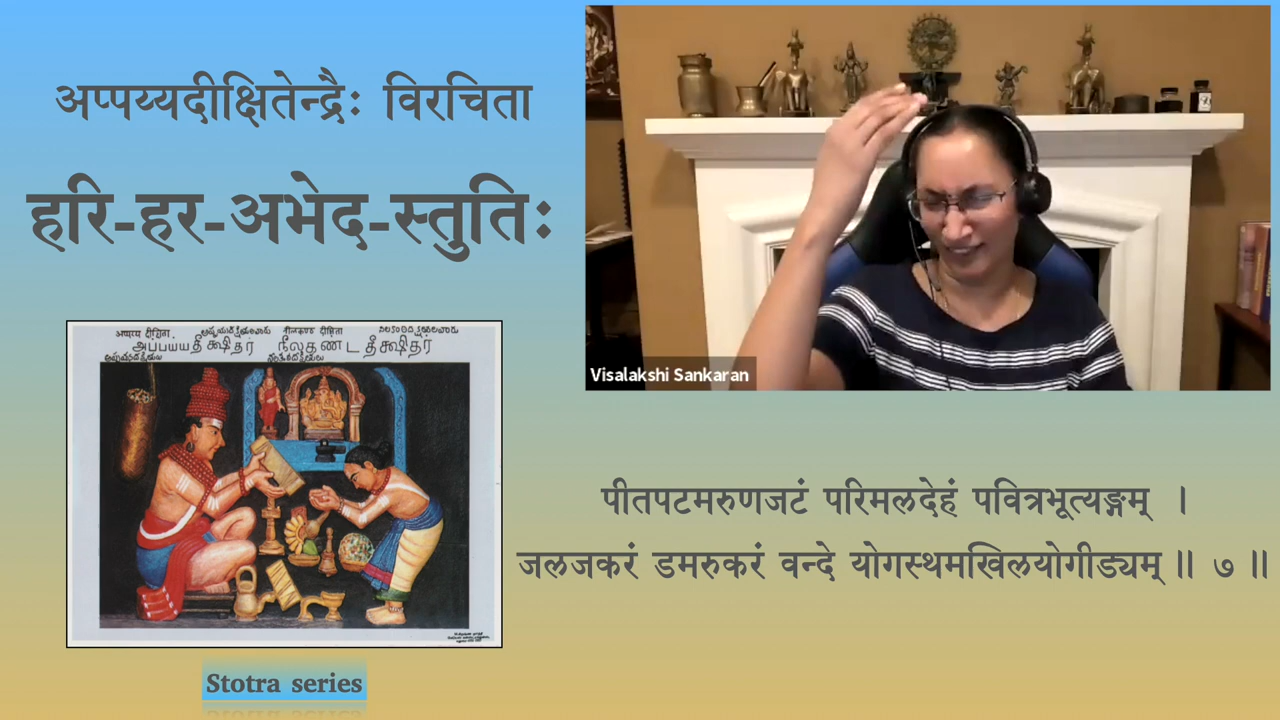 अप्पय्यदीक्षितेन्द्रैः विरचिता
हरि-हर-अभेद-स्तुतिः
Visalakshi Sankaran
அப்பய்ய தீக்ஷிதர் நீலகண்ட தீக்ஷிதர்
पीतपटमरुणजटं परिमलदेहं पवित्रभूत्यङ्गम् ।
जलजकरं डमरुकरं वन्दे योगस्थमखिलयोगीड्यम् ॥ ७ ॥
Stotra series